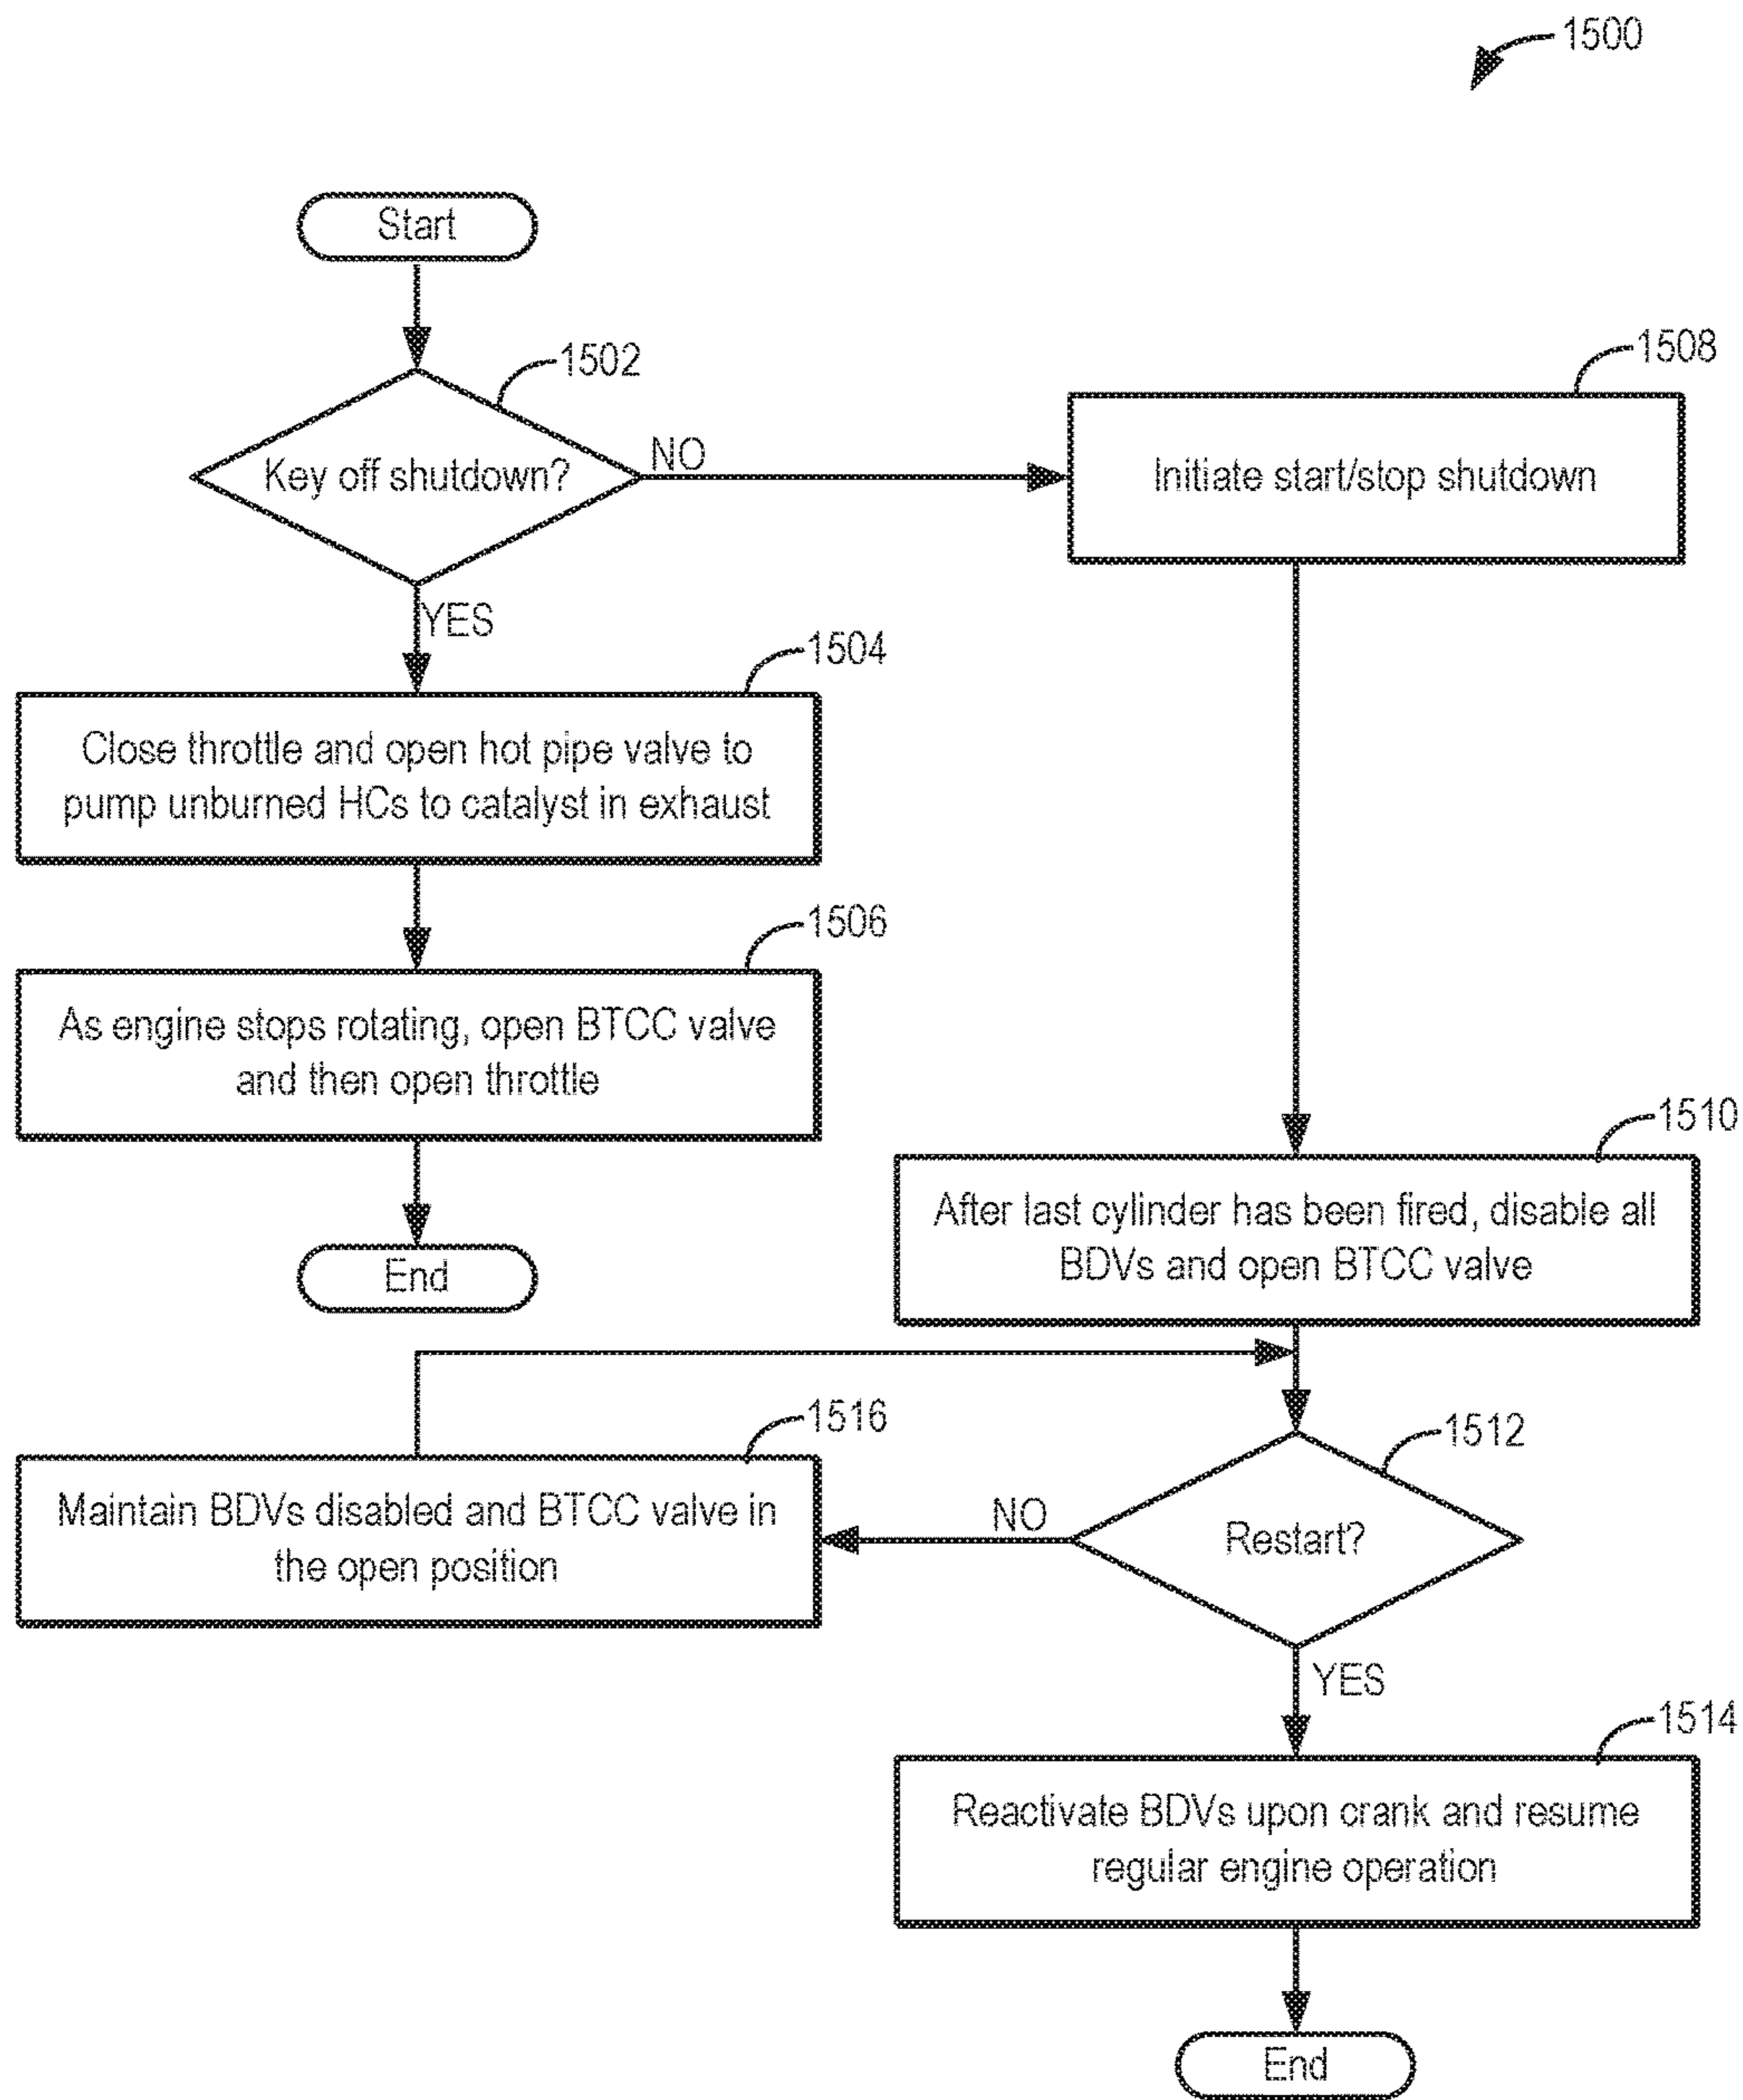 1500
Start
1502
Key off shutdown?
NO
1508
Initiate start/stop shutdown
YES
1504
Close throttle and open hot pipe valve to
pump unburned HCs to catalyst in exhaust
1506
As engine stops rotating, open BTCC valve
and then open throttle
End
1510
After last cylinder has been fired, disable all
BDVs and open BTCC valve
1516
Maintain BDVs disabled and BTCC valve in
the open position
NO
1512
Restart?
YES
1514
Reactivate BDVs upon crank and resume
regular engine operation
End